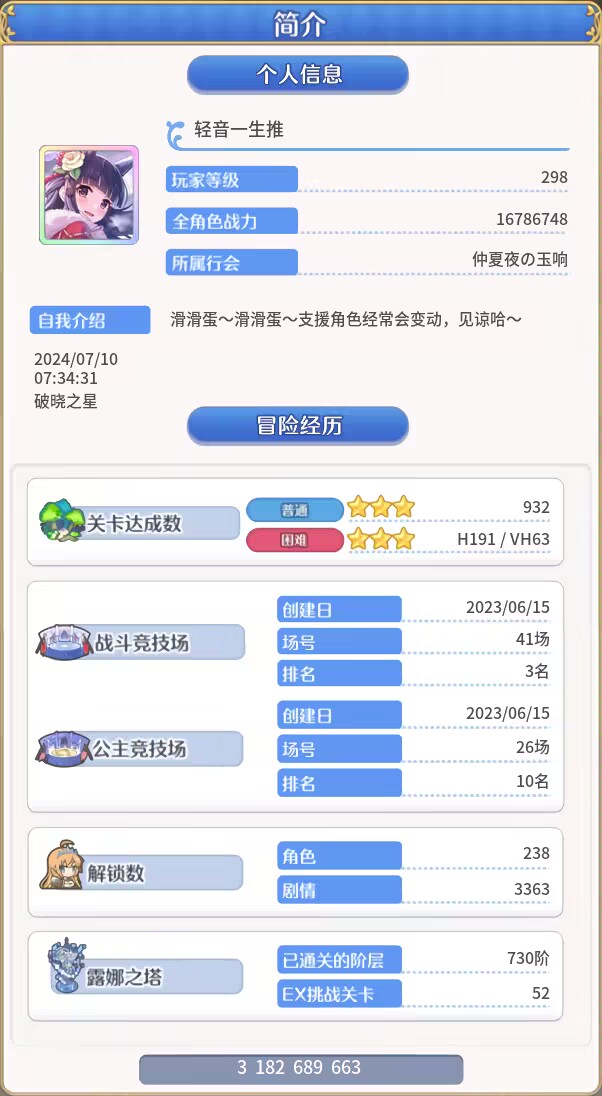 简介
个人信息
轻音一生推
玩家等级 298
全角色战力 16786748
所属行会 仲夏夜の玉响
自我介绍 滑滑蛋～滑滑蛋～支援角色经常会变动，见谅哈～
2024/07/10
07:34:31
破晓之星
冒险经历
关卡达成数 普通 932
困难 H191 / VH63
创建日 2023/06/15
战斗竞技场 场号 41场
排名 3名
创建日 2023/06/15
公主竞技场 场号 26场
排名 10名
角色 238
解锁数
剧情 3363
已通关的阶层 730阶
露娜之塔
EX挑战关卡 52
3 182 689 663